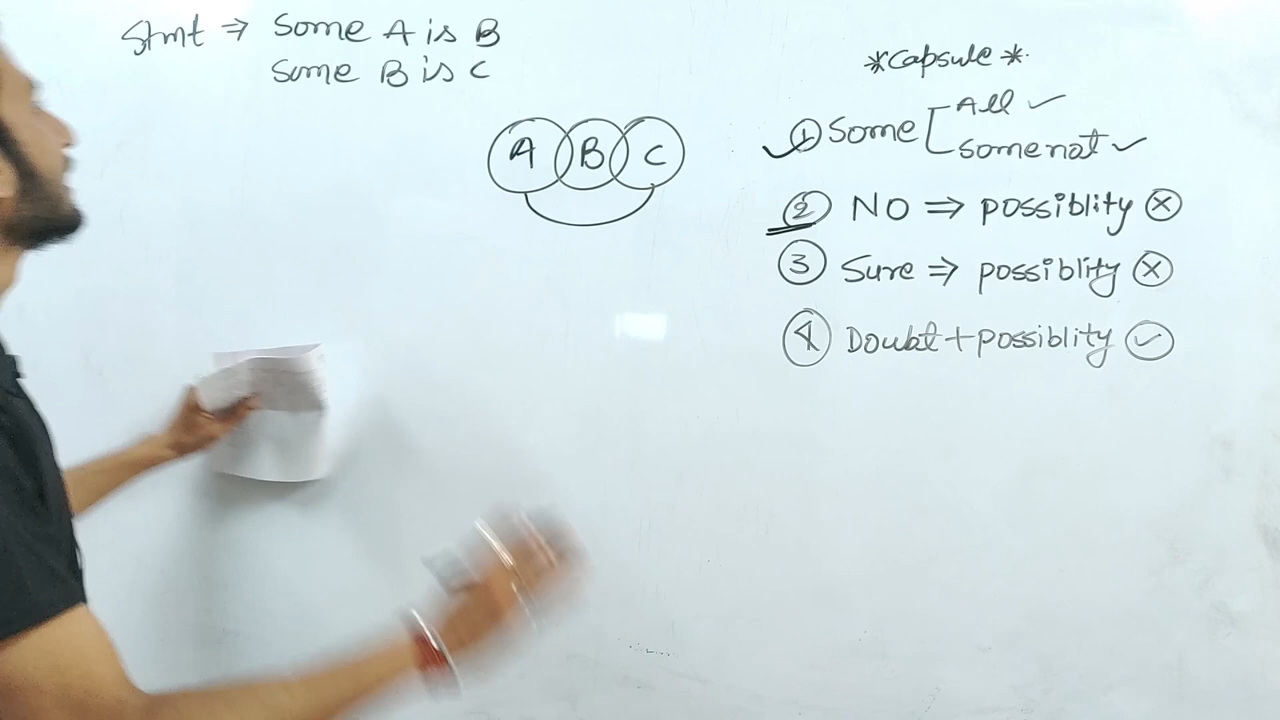 Stmt ⇒ Some A is B
Some B is C
A B C
*Capsule*
① Some [ All ✓
some not ✓
② NO ⇒ possiblity ⊗
③ Sure ⇒ possiblity ⊗
④ Doubt + possiblity ✓